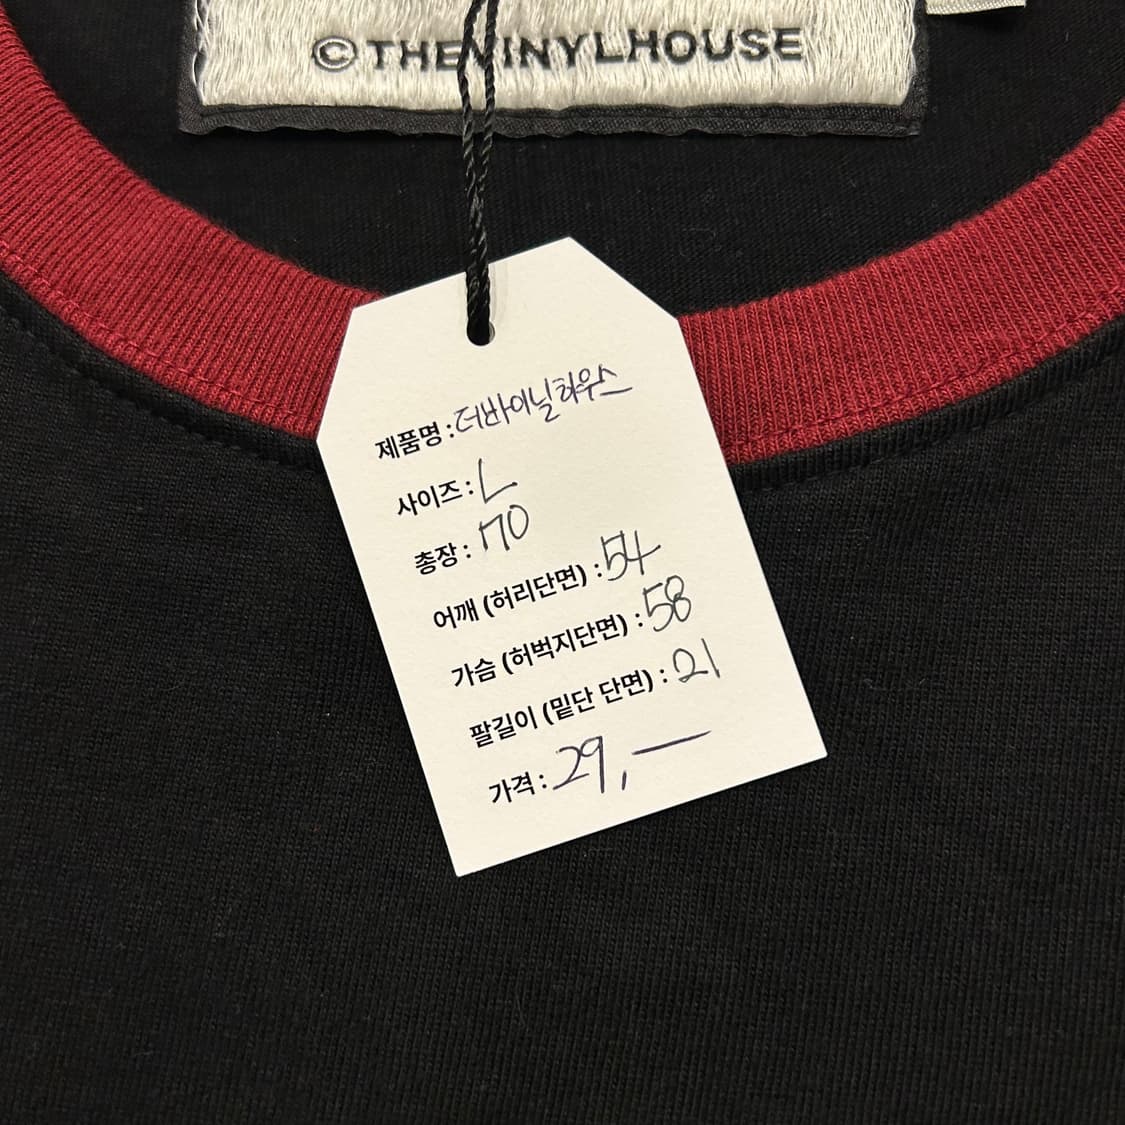 © THEVINYLHOUSE
제품명 : 더바이닐하우스
사이즈 : L
총장 : 70
어깨 (허리단면) : 54
가슴 (허벅지단면) : 58
팔길이 (밑단 단면) : 21
가격 : 29,—